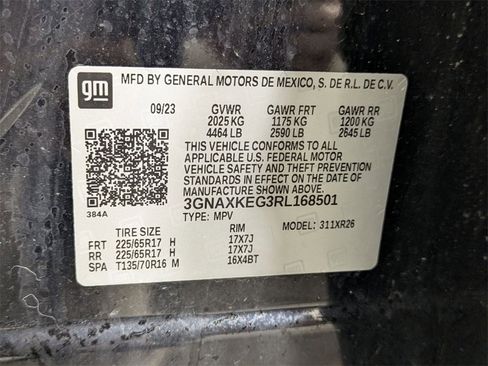 gm
MFD BY GENERAL MOTORS DE MEXICO, S. DE R.L. DE C.V.
09/23 GVWR GAWR FRT GAWR RR
2025 KG 1175 KG 1200 KG
4464 LB 2590 LB 2645 LB
THIS VEHICLE CONFORMS TO ALL
APPLICABLE U.S. FEDERAL MOTOR
VEHICLE SAFETY AND THEFT PREVENTION
STANDARDS IN EFFECT ON THE DATE OF
MANUFACTURE SHOWN ABOVE.
3GNAXKEG3RL168501
384A TYPE: MPV MODEL: 311XR26
TIRE SIZE RIM
FRT 225/65R17 H 17X7J
RR 225/65R17 H 17X7J
SPA T135/70R16 M 16X4BT